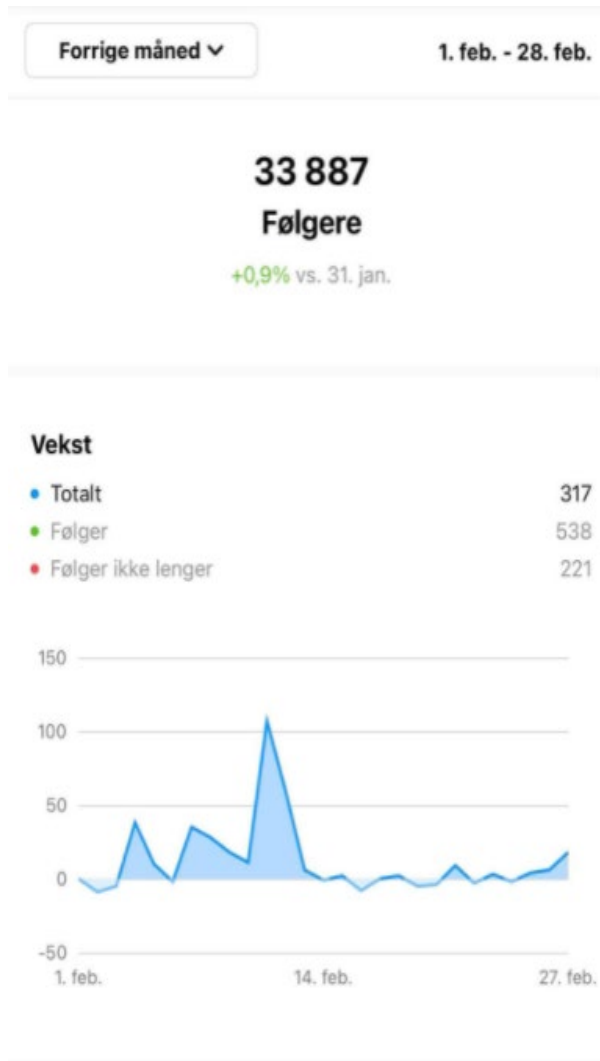 Forrige måned
1. feb. - 28. feb.
33 887
Følgere
+0,9% vs. 31. jan.
Vekst
Totalt 317
Følger 538
Følger ikke lenger 221
150
100
50
0
-50
1. feb. 14. feb. 27. feb.